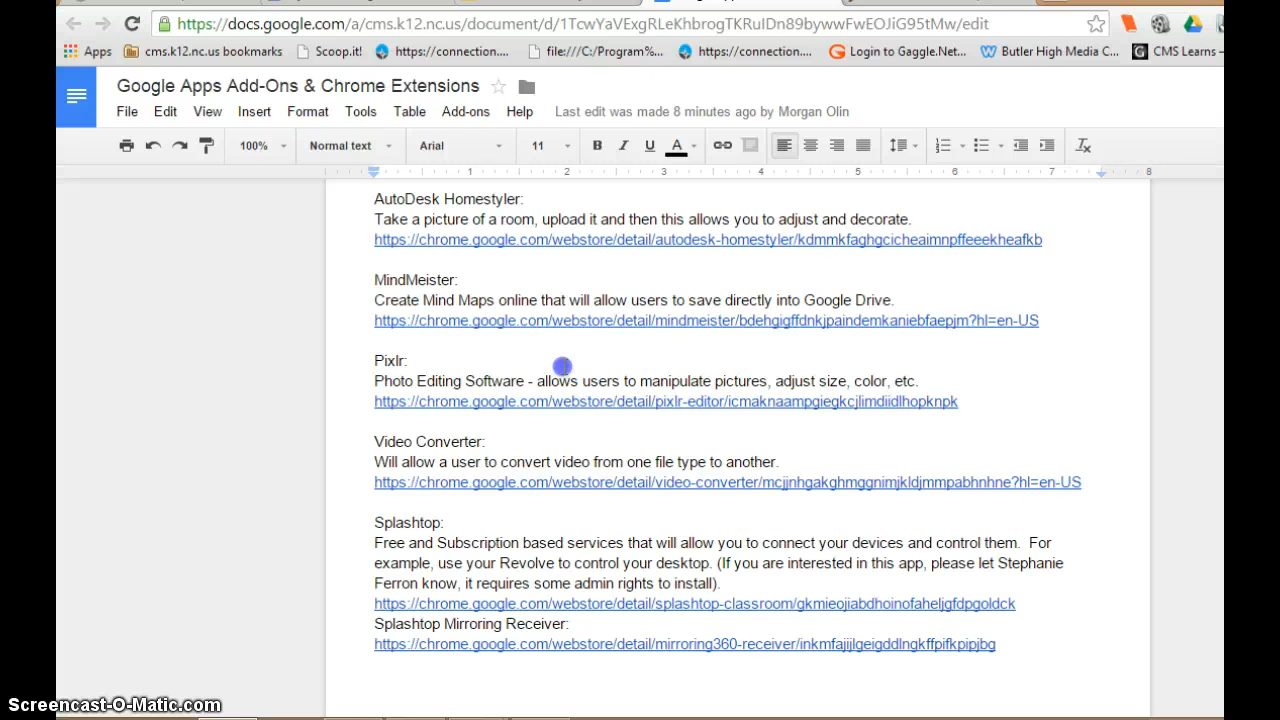 https://docs.google.com/a/cms.k12.nc.us/document/d/1TcwYaVExgRLeKhbrogTKRuIDn89bywwFwEOJiG95tMw/edit
Apps cms.k12.nc.us bookmarks Scoop.it! https://connection.... file:///C:/Program%... https://connection.... Login to Gaggle.Net... Butler High Media C... CMS Learns –
Google Apps Add-Ons & Chrome Extensions
File Edit View Insert Format Tools Table Add-ons Help Last edit was made 8 minutes ago by Morgan Olin
100% Normal text Arial 11 B I U A
1 2 3 4 5 6 7 8
AutoDesk Homestyler:
Take a picture of a room, upload it and then this allows you to adjust and decorate.
https://chrome.google.com/webstore/detail/autodesk-homestyler/kdmmkfaghgcicheaimnpffeeekheafkb
MindMeister:
Create Mind Maps online that will allow users to save directly into Google Drive.
https://chrome.google.com/webstore/detail/mindmeister/bdehgigffdnkjpaindemkaniebfaepjm?hl=en-US
Pixlr:
Photo Editing Software - allows users to manipulate pictures, adjust size, color, etc.
https://chrome.google.com/webstore/detail/pixlr-editor/icmaknaampgiegkcjlimdiidlhopknpk
Video Converter:
Will allow a user to convert video from one file type to another.
https://chrome.google.com/webstore/detail/video-converter/mcjjnhgakghmggnimjkldjmmpabhnhne?hl=en-US
Splashtop:
Free and Subscription based services that will allow you to connect your devices and control them. For
example, use your Revolve to control your desktop. (If you are interested in this app, please let Stephanie
Ferron know, it requires some admin rights to install).
https://chrome.google.com/webstore/detail/splashtop-classroom/gkmieojiabdhoinofaheljgfdpgoldck
Splashtop Mirroring Receiver:
https://chrome.google.com/webstore/detail/mirroring360-receiver/inkmfajijlgeigddlngkffpifkpipjbg
Screencast-O-Matic.com